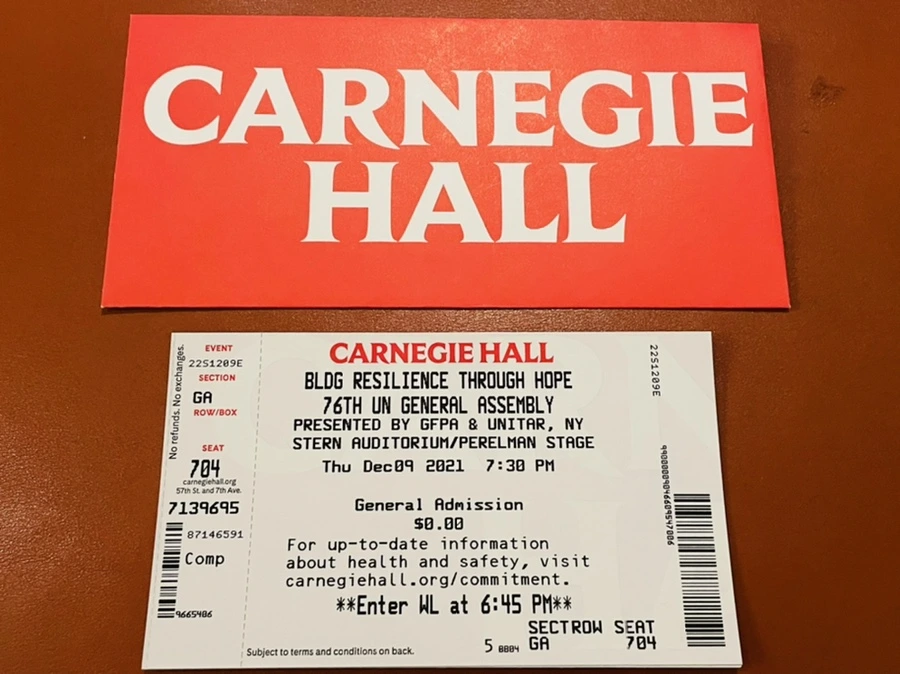 CARNEGIE
HALL
No refunds. No exchanges.
EVENT
22S1209E
SECTION
GA
ROW/BOX
SEAT
704
carnegiehall.org
57th St. and 7th Ave.
7139695
87146591
Comp
9665406
CARNEGIE HALL
BLDG RESILIENCE THROUGH HOPE
76TH UN GENERAL ASSEMBLY
PRESENTED BY GFPA & UNITAR, NY
STERN AUDITORIUM/PERELMAN STAGE
Thu Dec09 2021 7:30 PM
General Admission
$0.00
For up-to-date information
about health and safety, visit
carnegiehall.org/commitment.
**Enter WL at 6:45 PM**
SECTROW SEAT
5 8804 GA 704
Subject to terms and conditions on back.
22S1209E